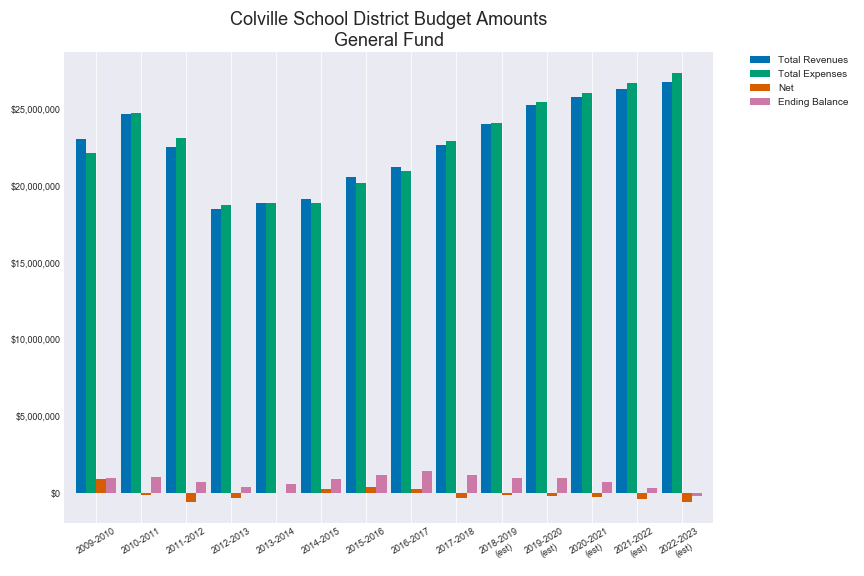 Colville School District Budget Amounts
General Fund
Total Revenues
Total Expenses
Net
Ending Balance
$25,000,000
$20,000,000
$15,000,000
$10,000,000
$5,000,000
$0
2009-2010
2010-2011
2011-2012
2012-2013
2013-2014
2014-2015
2015-2016
2016-2017
2017-2018
2018-2019
(est)
2019-2020
(est)
2020-2021
(est)
2021-2022
(est)
2022-2023
(est)